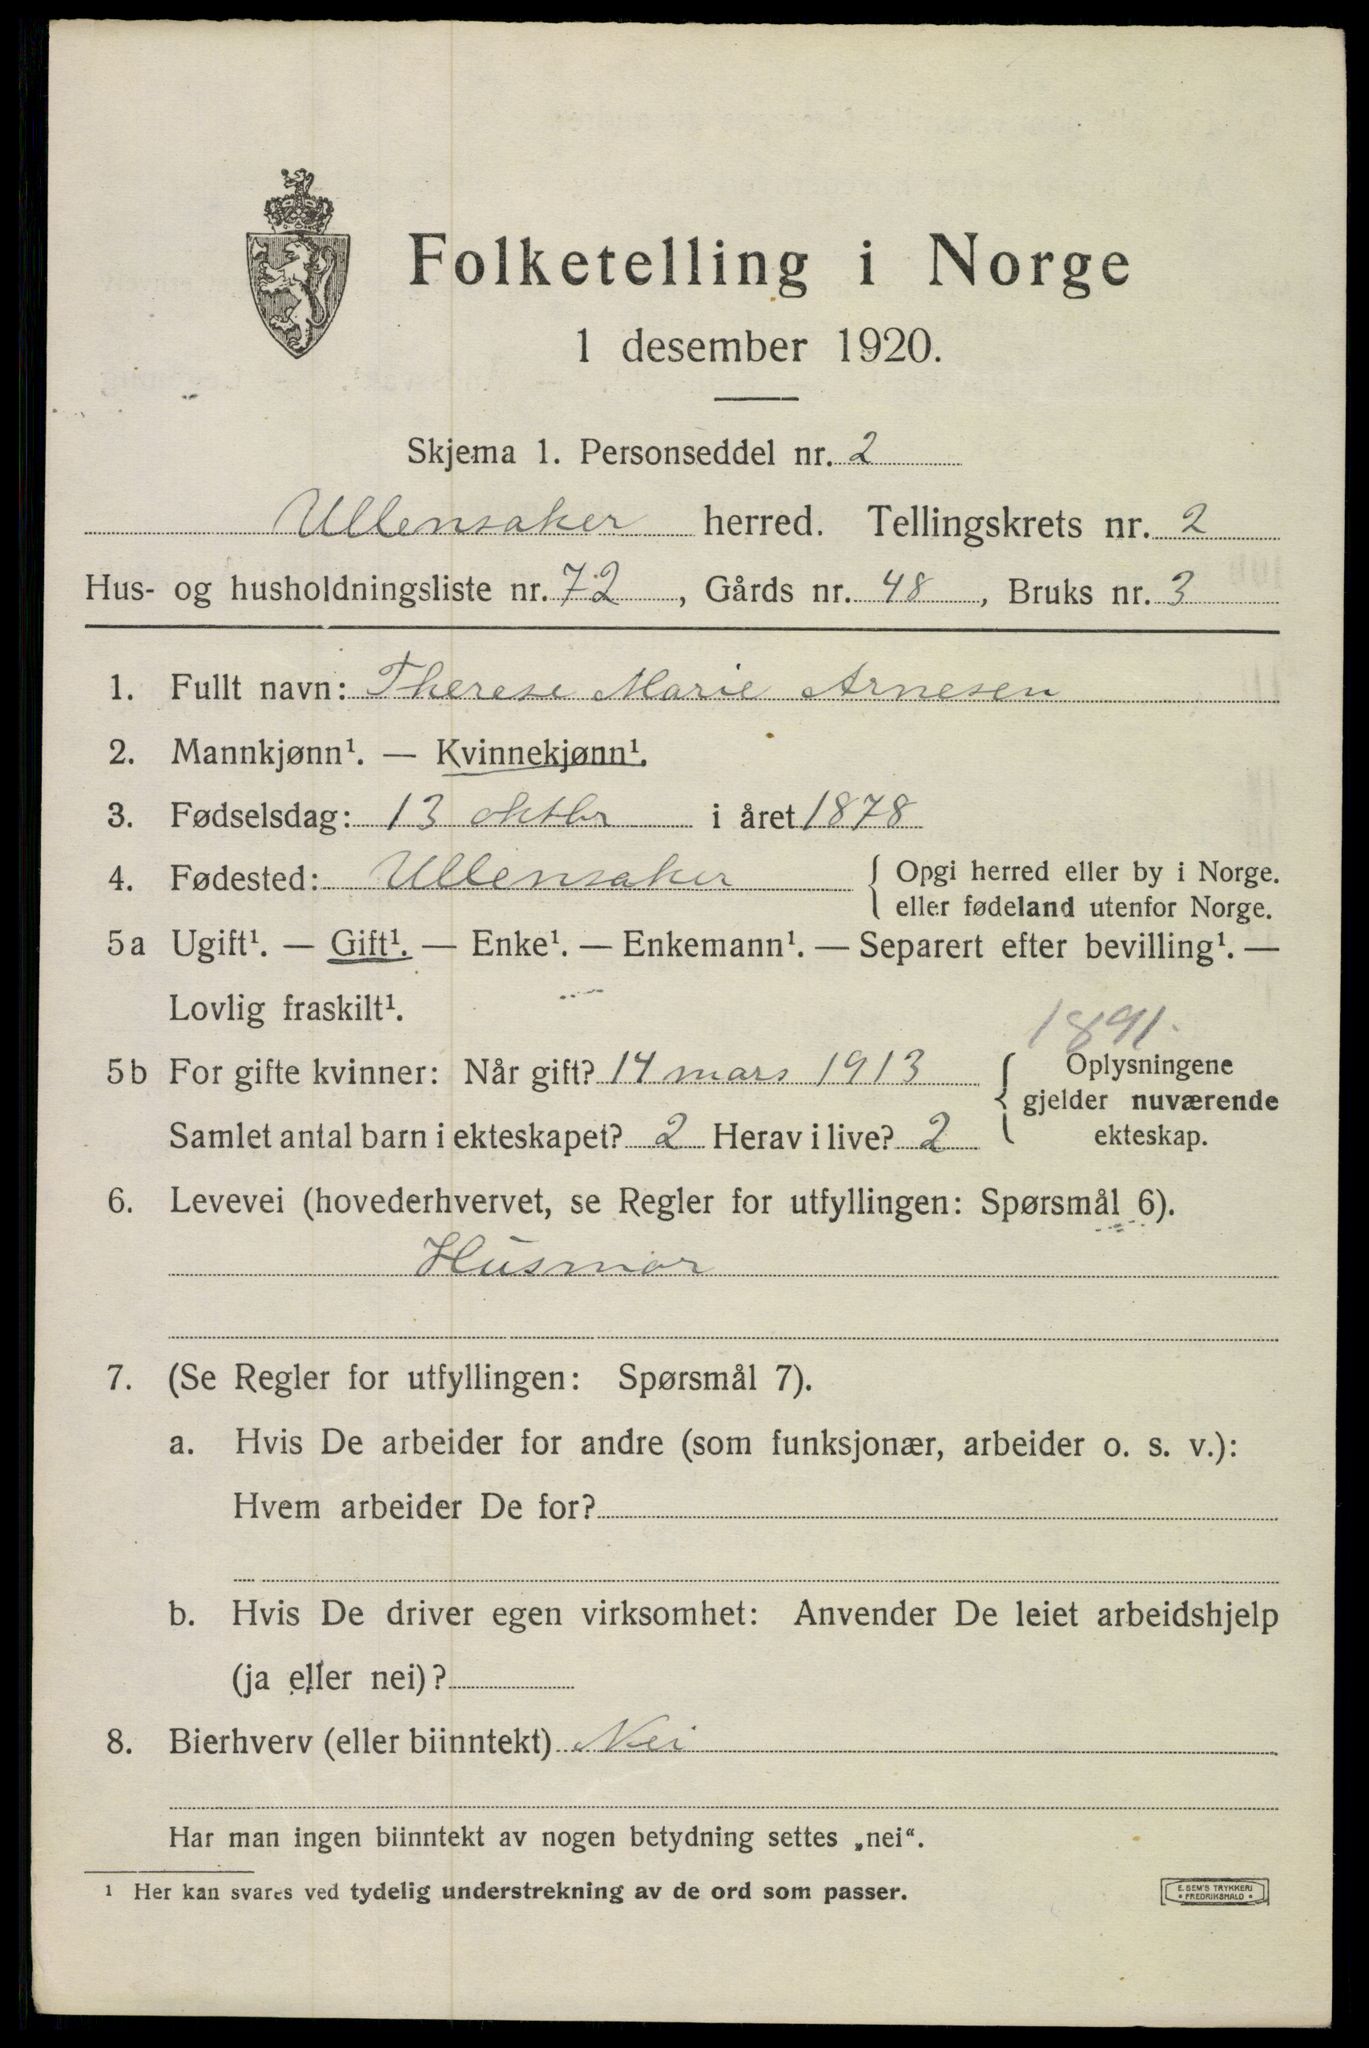 Folketelling i Norge
1 desember 1920.
Skjema 1. Personseddel nr. 2
Ullensaker herred. Tellingskrets nr. 2
Hus- og husholdningsliste nr. 72, Gårds nr. 48, Bruks nr. 3
1. Fullt navn: Therese Marie Arnesen
2. Mannkjønn¹. — Kvinnekjønn¹.
3. Fødselsdag: 13 oktbr i året 1878
4. Fødested: Ullensaker { Opgi herred eller by i Norge.
eller fødeland utenfor Norge.
5a Ugift¹. — Gift¹. — Enke¹. — Enkemann¹. — Separert efter bevilling¹. —
Lovlig fraskilt¹.
1891.
5b For gifte kvinner: Når gift? 14 mars 1913 { Oplysningene
gjelder nuværende
Samlet antal barn i ekteskapet? 2 Herav i live? 2 ekteskap.
6. Levevei (hovederhvervet, se Regler for utfyllingen: Spørsmål 6).
Husmor
7. (Se Regler for utfyllingen: Spørsmål 7).
a. Hvis De arbeider for andre (som funksjonær, arbeider o. s. v.):
Hvem arbeider De for?
b. Hvis De driver egen virksomhet: Anvender De leiet arbeidshjelp
(ja eller nei)?
8. Bierhverv (eller biinntekt) Nei
Har man ingen biinntekt av nogen betydning settes „nei“.
¹ Her kan svares ved tydelig understrekning av de ord som passer.
E. SEM'S TRYKKERI
• FREDRIKSHALD •